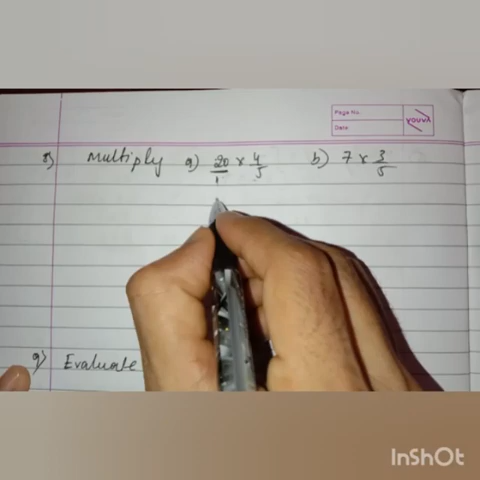 Page No.
Date
youva
8) Multiply a) 20/1 × 4/5 b) 7 × 3/5
9) Evaluate
InShOt